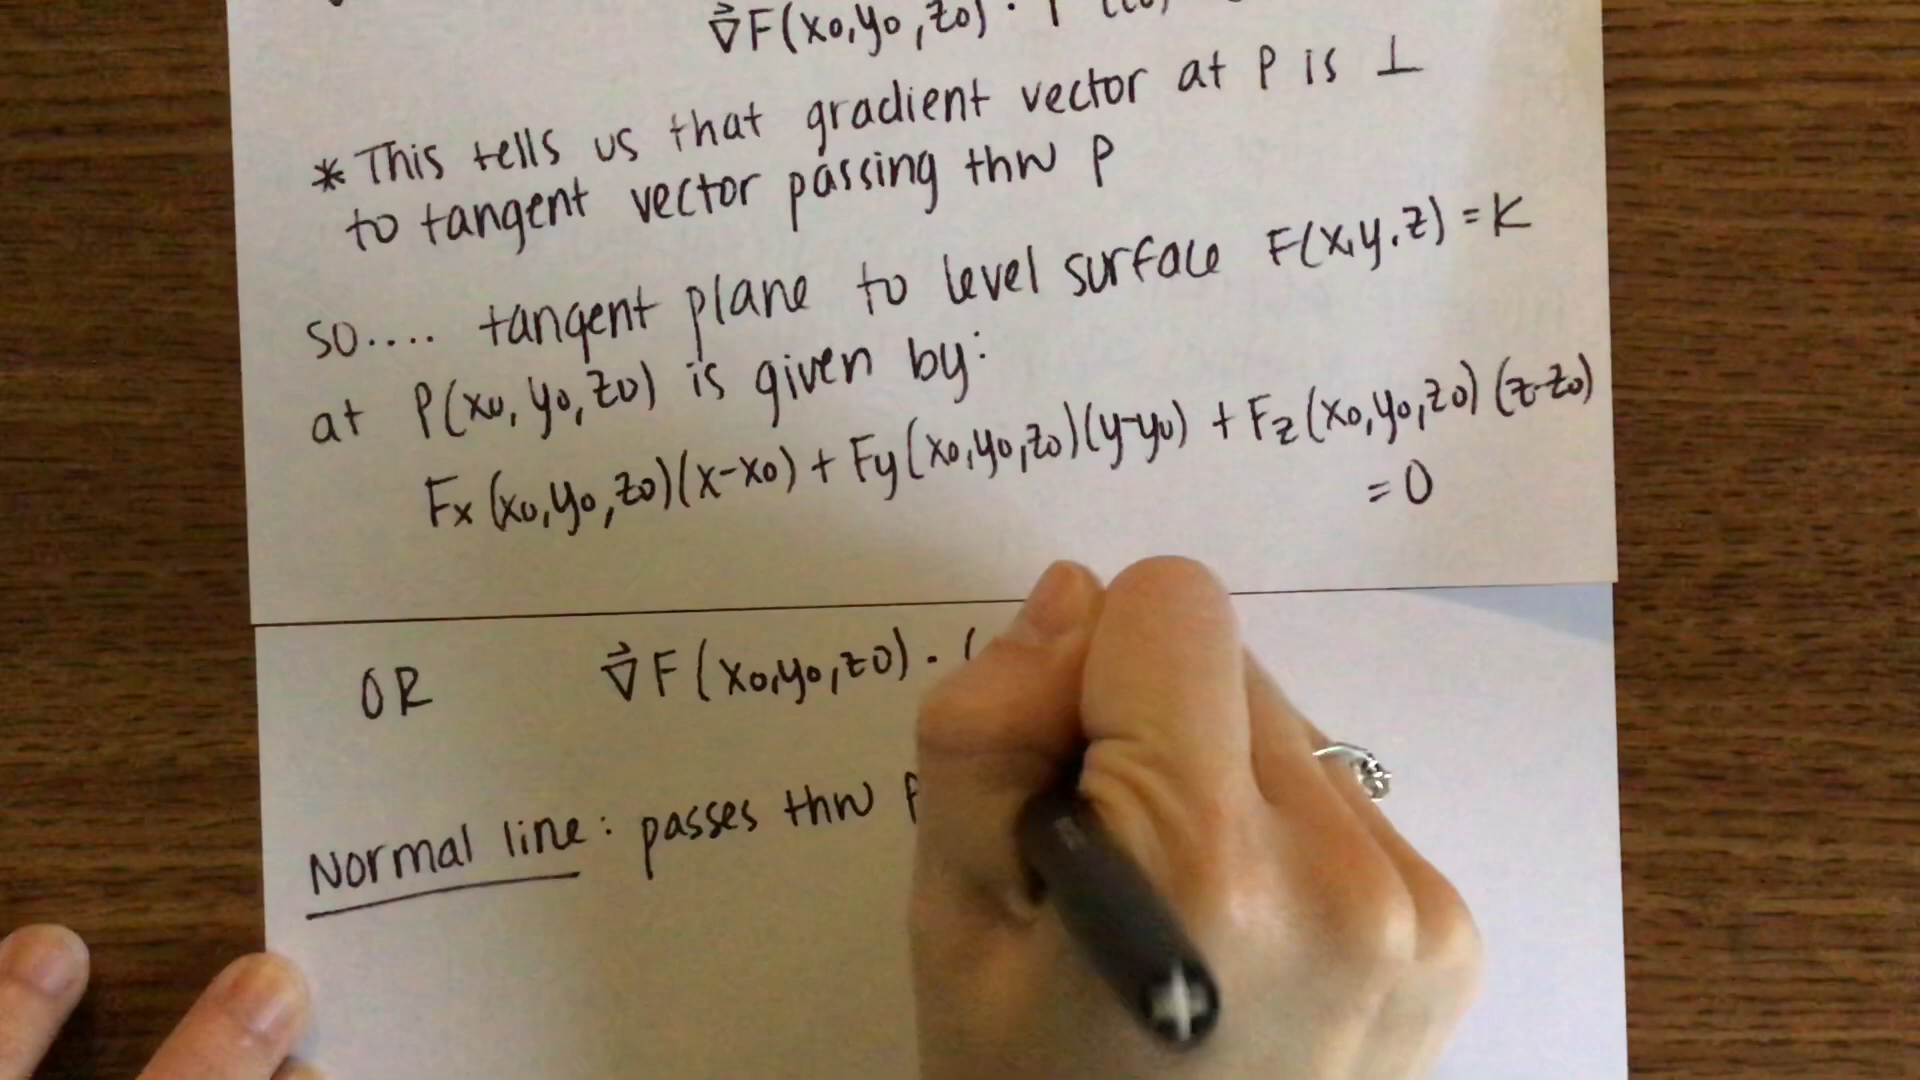 ∇⃗F(x₀,y₀,z₀) ·
* This tells us that gradient vector at P is ⊥
to tangent vector passing thru P
so.... tangent plane to level surface F(x,y,z) = K
at P(x₀, y₀, z₀) is given by:
Fx (x₀,y₀,z₀)(x-x₀) + Fy (x₀,y₀,z₀)(y-y₀) + Fz (x₀,y₀,z₀)(z-z₀)
= 0
OR ∇⃗F(x₀,y₀,z₀) · (
Normal line: passes thru P